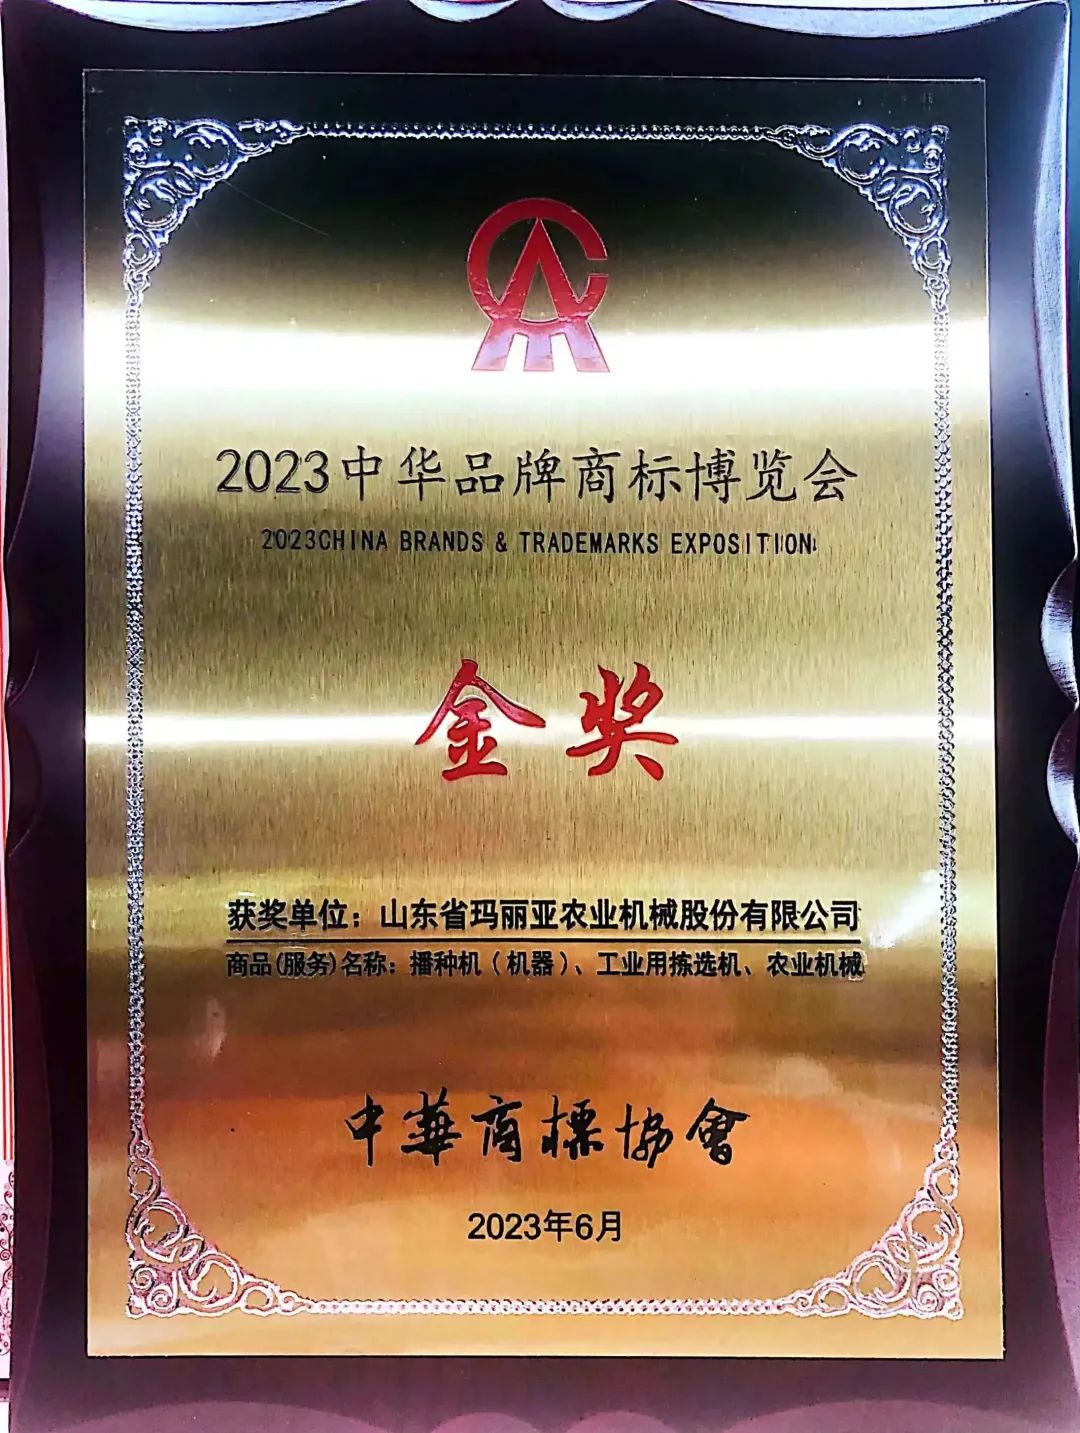 2023中华品牌商标博览会
2023CHINA BRANDS & TRADEMARKS EXPOSITION
金奖
获奖单位：山东省玛丽亚农业机械股份有限公司
商品(服务)名称：播种机（机器）、工业用拣选机、农业机械
中華商標協會
2023年6月